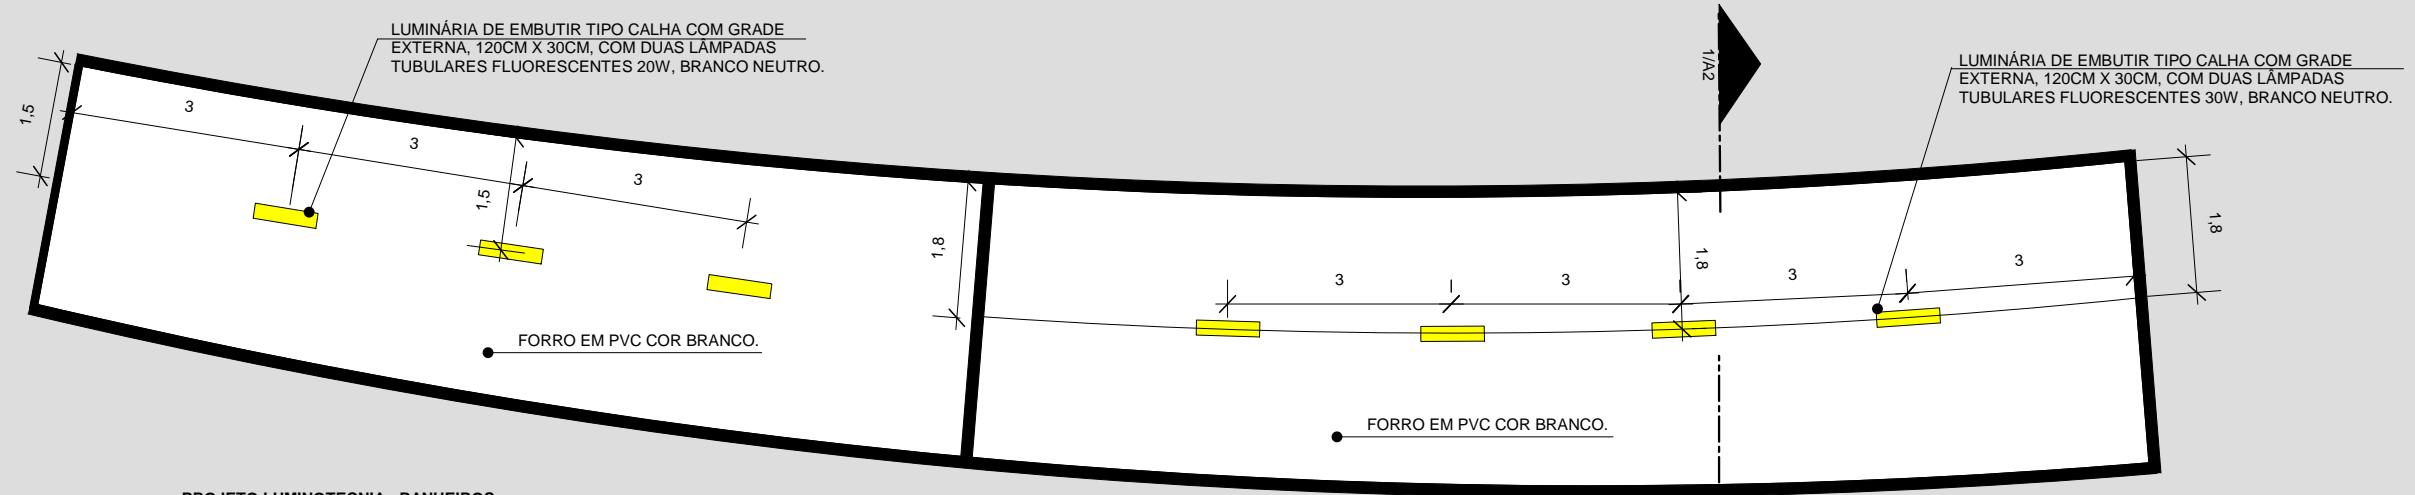 LUMINÁRIA DE EMBUTIR TIPO CALHA COM GRADE
EXTERNA, 120CM X 30CM, COM DUAS LÂMPADAS
TUBULARES FLUORESCENTES 20W, BRANCO NEUTRO.
1/A2
LUMINÁRIA DE EMBUTIR TIPO CALHA COM GRADE
EXTERNA, 120CM X 30CM, COM DUAS LÂMPADAS
TUBULARES FLUORESCENTES 30W, BRANCO NEUTRO.
1,5
3
3
3
1,5
1,8
3
3
1,8
3
3
1,8
FORRO EM PVC COR BRANCO.
FORRO EM PVC COR BRANCO.
PROJETO LUMINOTECNIA - BANHEIROS